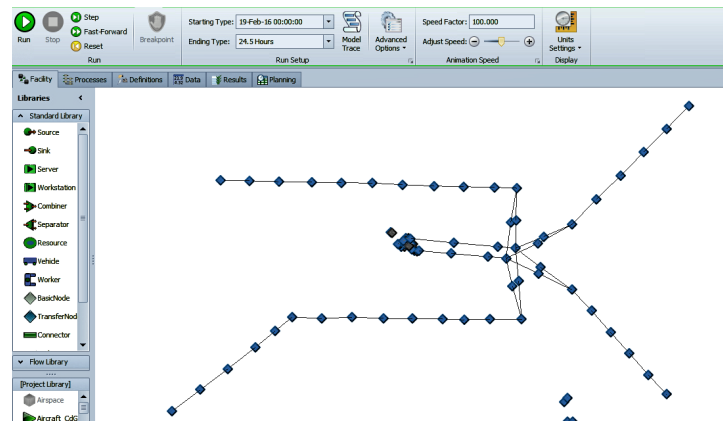 Run
Stop
Step
Fast-Forward
Reset
Run
Breakpoint
Starting Type: 19-Feb-16 00:00:00
Ending Type: 24.5 Hours
Model Trace
Advanced Options
Run Setup
Speed Factor: 100.000
Adjust Speed:
Animation Speed
Units Settings
Display
Facility Processes Definitions Data Results Planning
Libraries
Standard Library
Source
Sink
Server
Workstation
Combiner
Separator
Resource
Vehicle
Worker
BasicNode
TransferNod
Connector
Flow Library
[Project Library]
Airspace
Aircraft_CdG